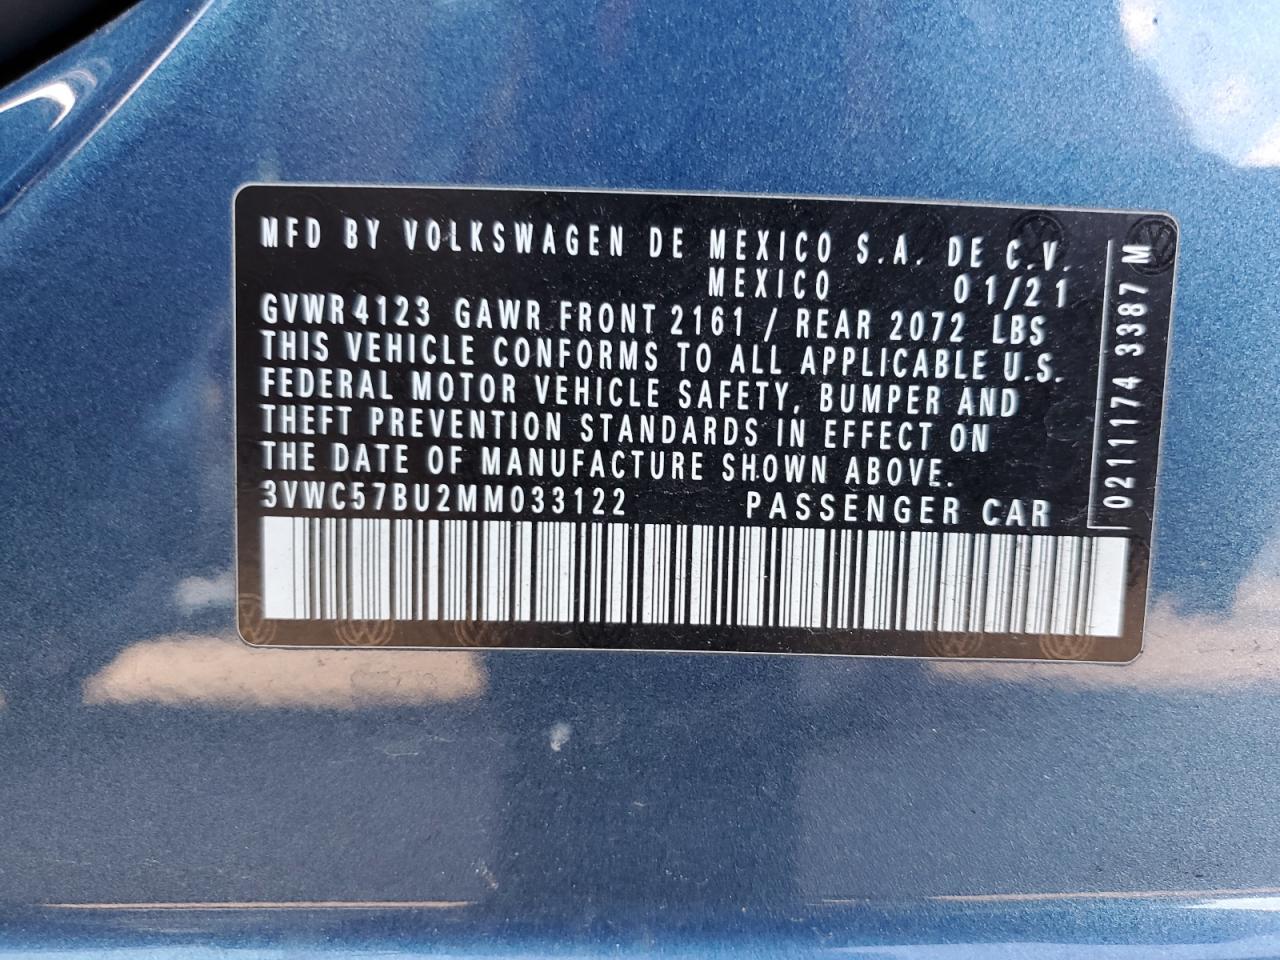 MFD BY VOLKSWAGEN DE MEXICO S.A. DE C.V.
MEXICO 01/21
GVWR 4123 GAWR FRONT 2161 / REAR 2072 LBS
THIS VEHICLE CONFORMS TO ALL APPLICABLE U.S.
FEDERAL MOTOR VEHICLE SAFETY, BUMPER AND
THEFT PREVENTION STANDARDS IN EFFECT ON
THE DATE OF MANUFACTURE SHOWN ABOVE.
3VWC57BU2MM033122 PASSENGER CAR
0211174 3387 M